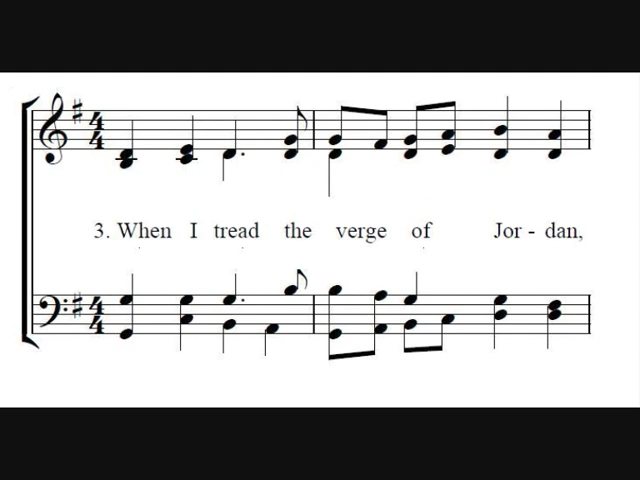 3. When I tread the verge of Jor - dan,